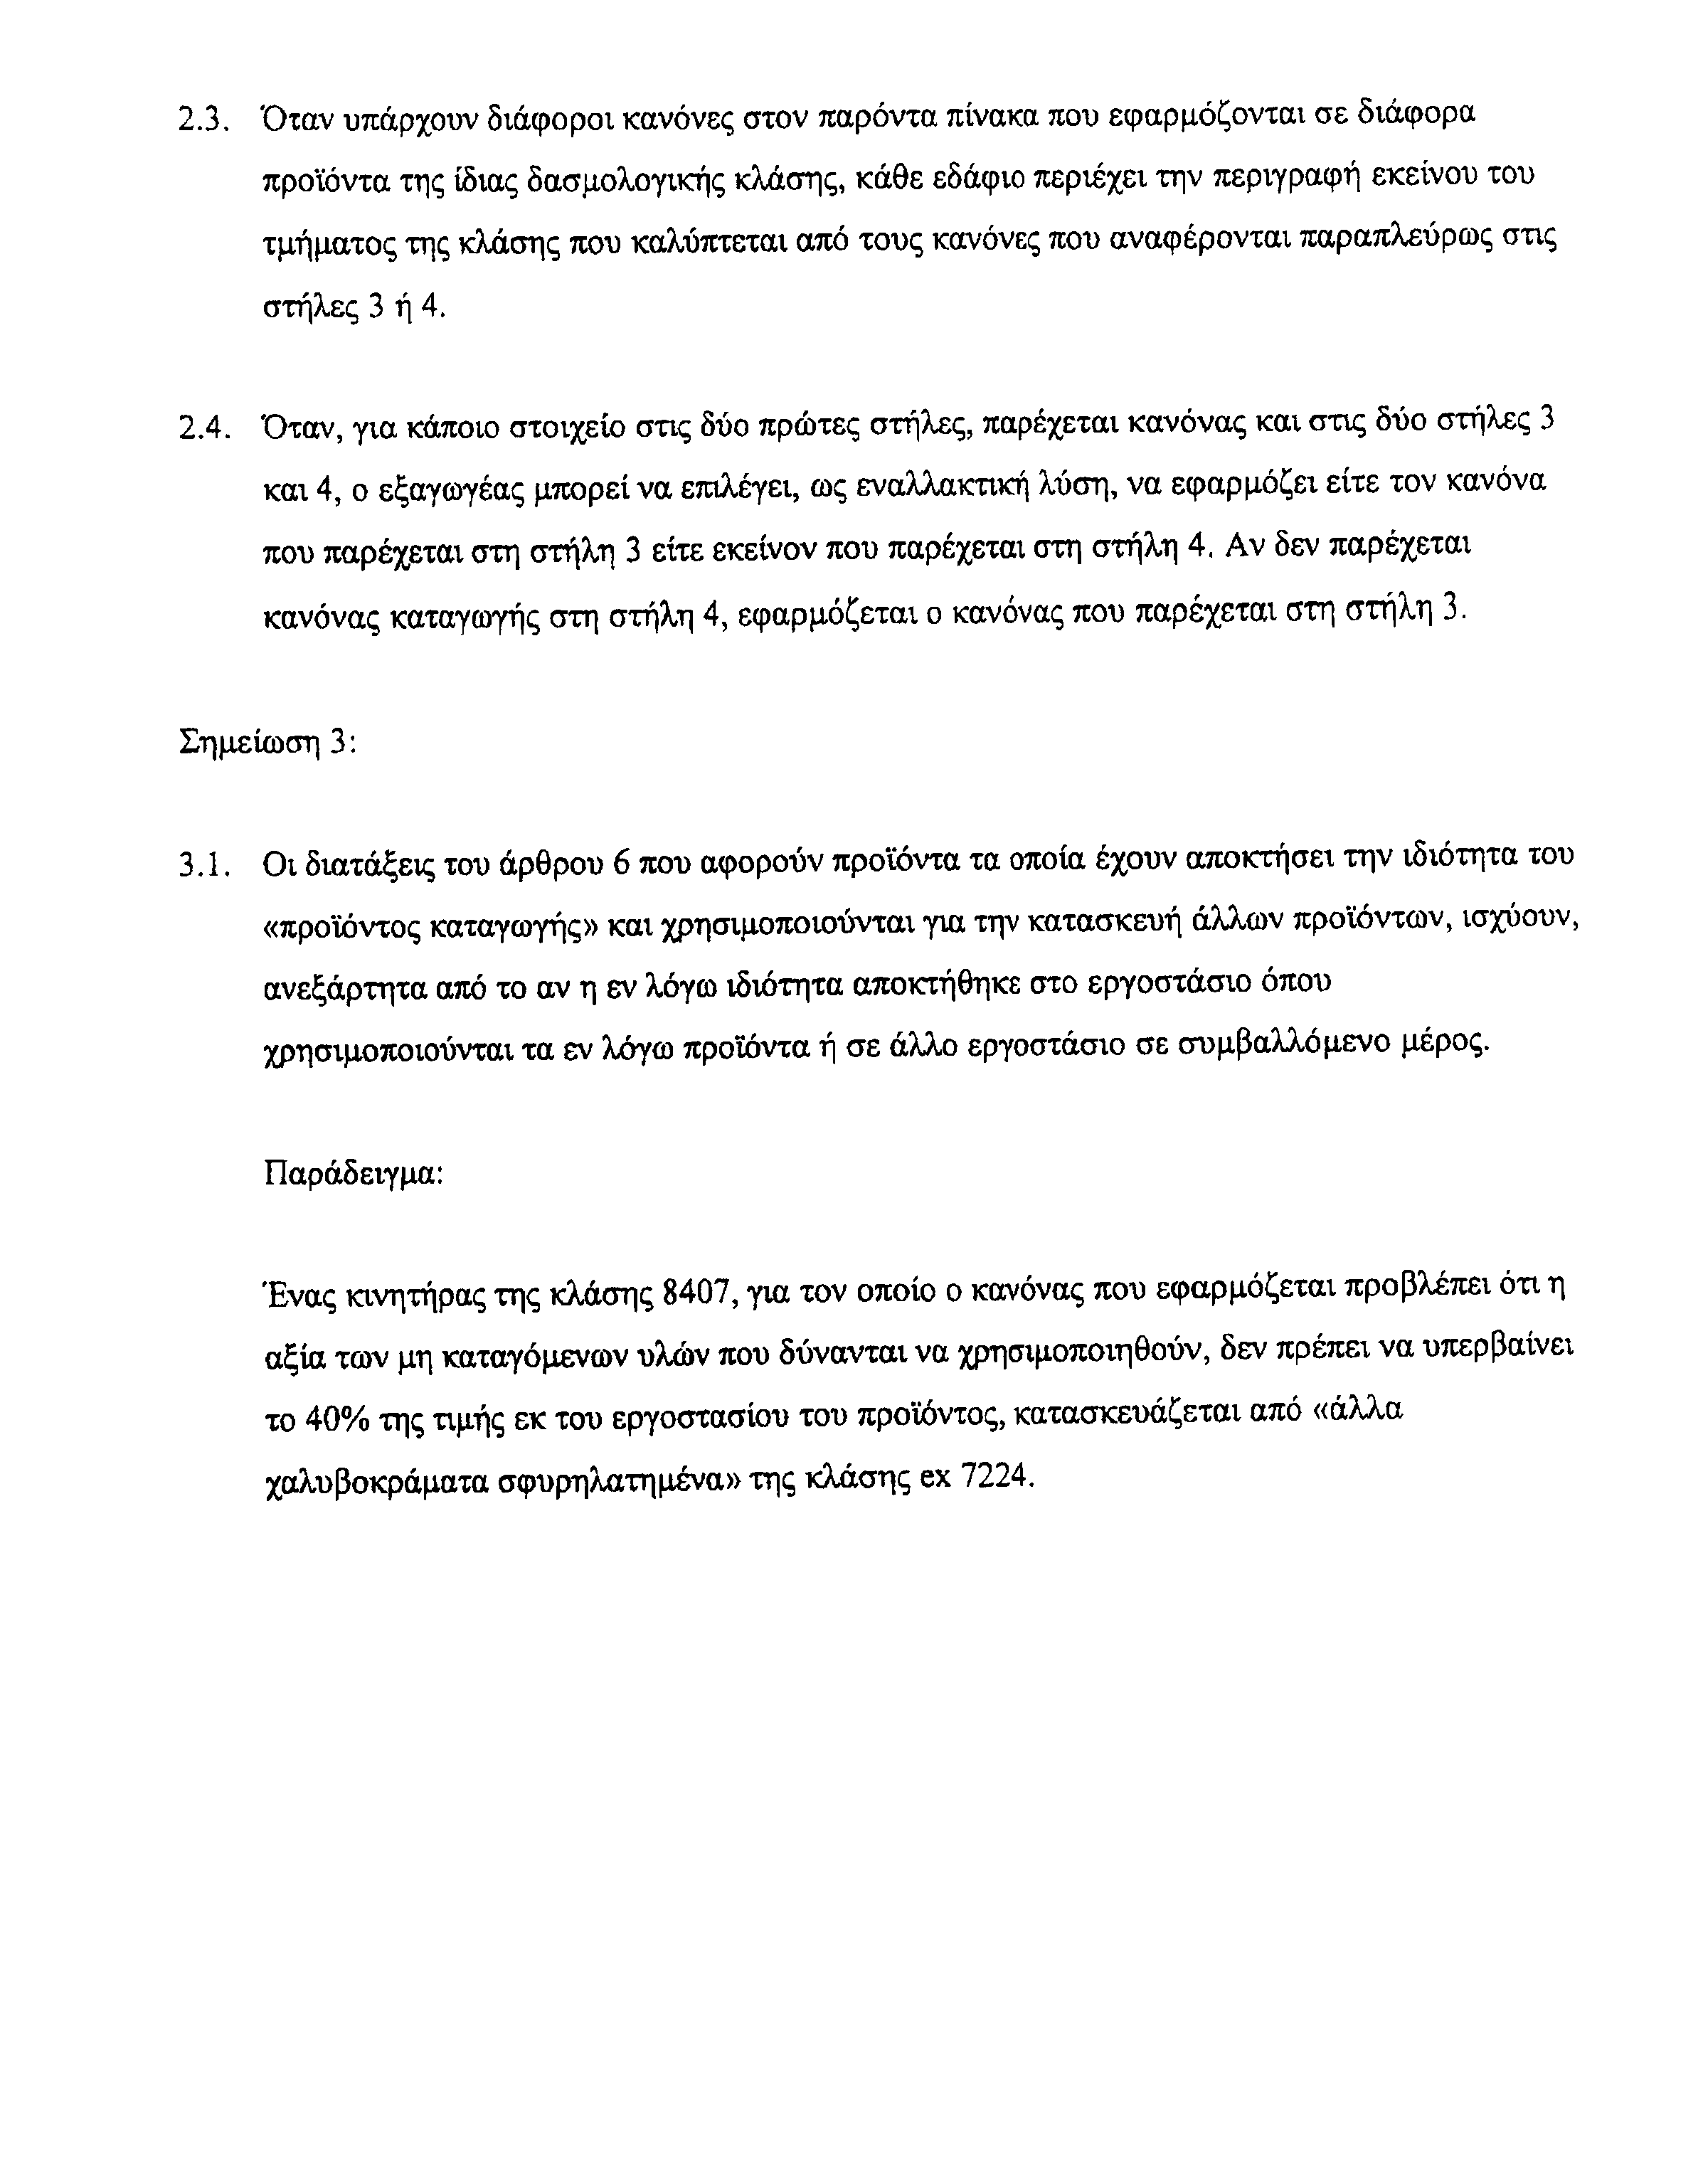 2.3. Όταν υπάρχουν διάφοροι κανόνες στον παρόντα πίνακα που εφαρμόζονται σε διάφορα
προϊόντα της ίδιας δασμολογικής κλάσης, κάθε εδάφιο περιέχει την περιγραφή εκείνου του
τμήματος της κλάσης που καλύπτεται από τους κανόνες που αναφέρονται παραπλεύρως στις
στήλες 3 ή 4.
2.4. Όταν, για κάποιο στοιχείο στις δύο πρώτες στήλες, παρέχεται κανόνας και στις δύο στήλες 3
και 4, ο εξαγωγέας μπορεί να επιλέγει, ως εναλλακτική λύση, να εφαρμόζει είτε τον κανόνα
που παρέχεται στη στήλη 3 είτε εκείνον που παρέχεται στη στήλη 4. Αν δεν παρέχεται
κανόνας καταγωγής στη στήλη 4, εφαρμόζεται ο κανόνας που παρέχεται στη στήλη 3.
Σημείωση 3:
3.1. Οι διατάξεις του άρθρου 6 που αφορούν προϊόντα τα οποία έχουν αποκτήσει την ιδιότητα του
«προϊόντος καταγωγής» και χρησιμοποιούνται για την κατασκευή άλλων προϊόντων, ισχύουν,
ανεξάρτητα από το αν η εν λόγω ιδιότητα αποκτήθηκε στο εργοστάσιο όπου
χρησιμοποιούνται τα εν λόγω προϊόντα ή σε άλλο εργοστάσιο σε συμβαλλόμενο μέρος.
Παράδειγμα:
Ένας κινητήρας της κλάσης 8407, για τον οποίο ο κανόνας που εφαρμόζεται προβλέπει ότι η
αξία των μη καταγόμενων υλών που δύνανται να χρησιμοποιηθούν, δεν πρέπει να υπερβαίνει
το 40% της τιμής εκ του εργοστασίου του προϊόντος, κατασκευάζεται από «άλλα
χαλυβοκράματα σφυρηλατημένα» της κλάσης ex 7224.